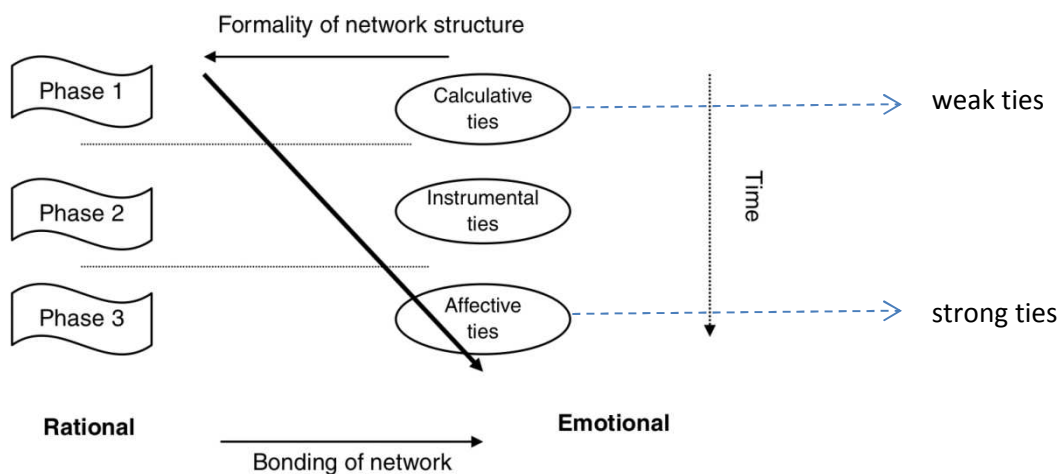 Formality of network structure
Phase 1
Calculative
ties
weak ties
Phase 2
Instrumental
ties
Time
Phase 3
Affective
ties
strong ties
Rational
Emotional
Bonding of network